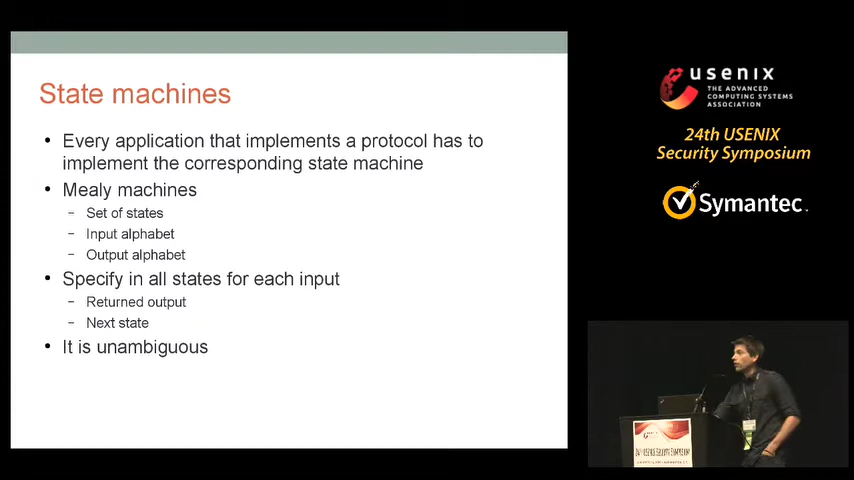 State machines
• Every application that implements a protocol has to
implement the corresponding state machine
• Mealy machines
– Set of states
– Input alphabet
– Output alphabet
• Specify in all states for each input
– Returned output
– Next state
• It is unambiguous
usenix
THE ADVANCED
COMPUTING SYSTEMS
ASSOCIATION
24th USENIX
Security Symposium
Symantec.